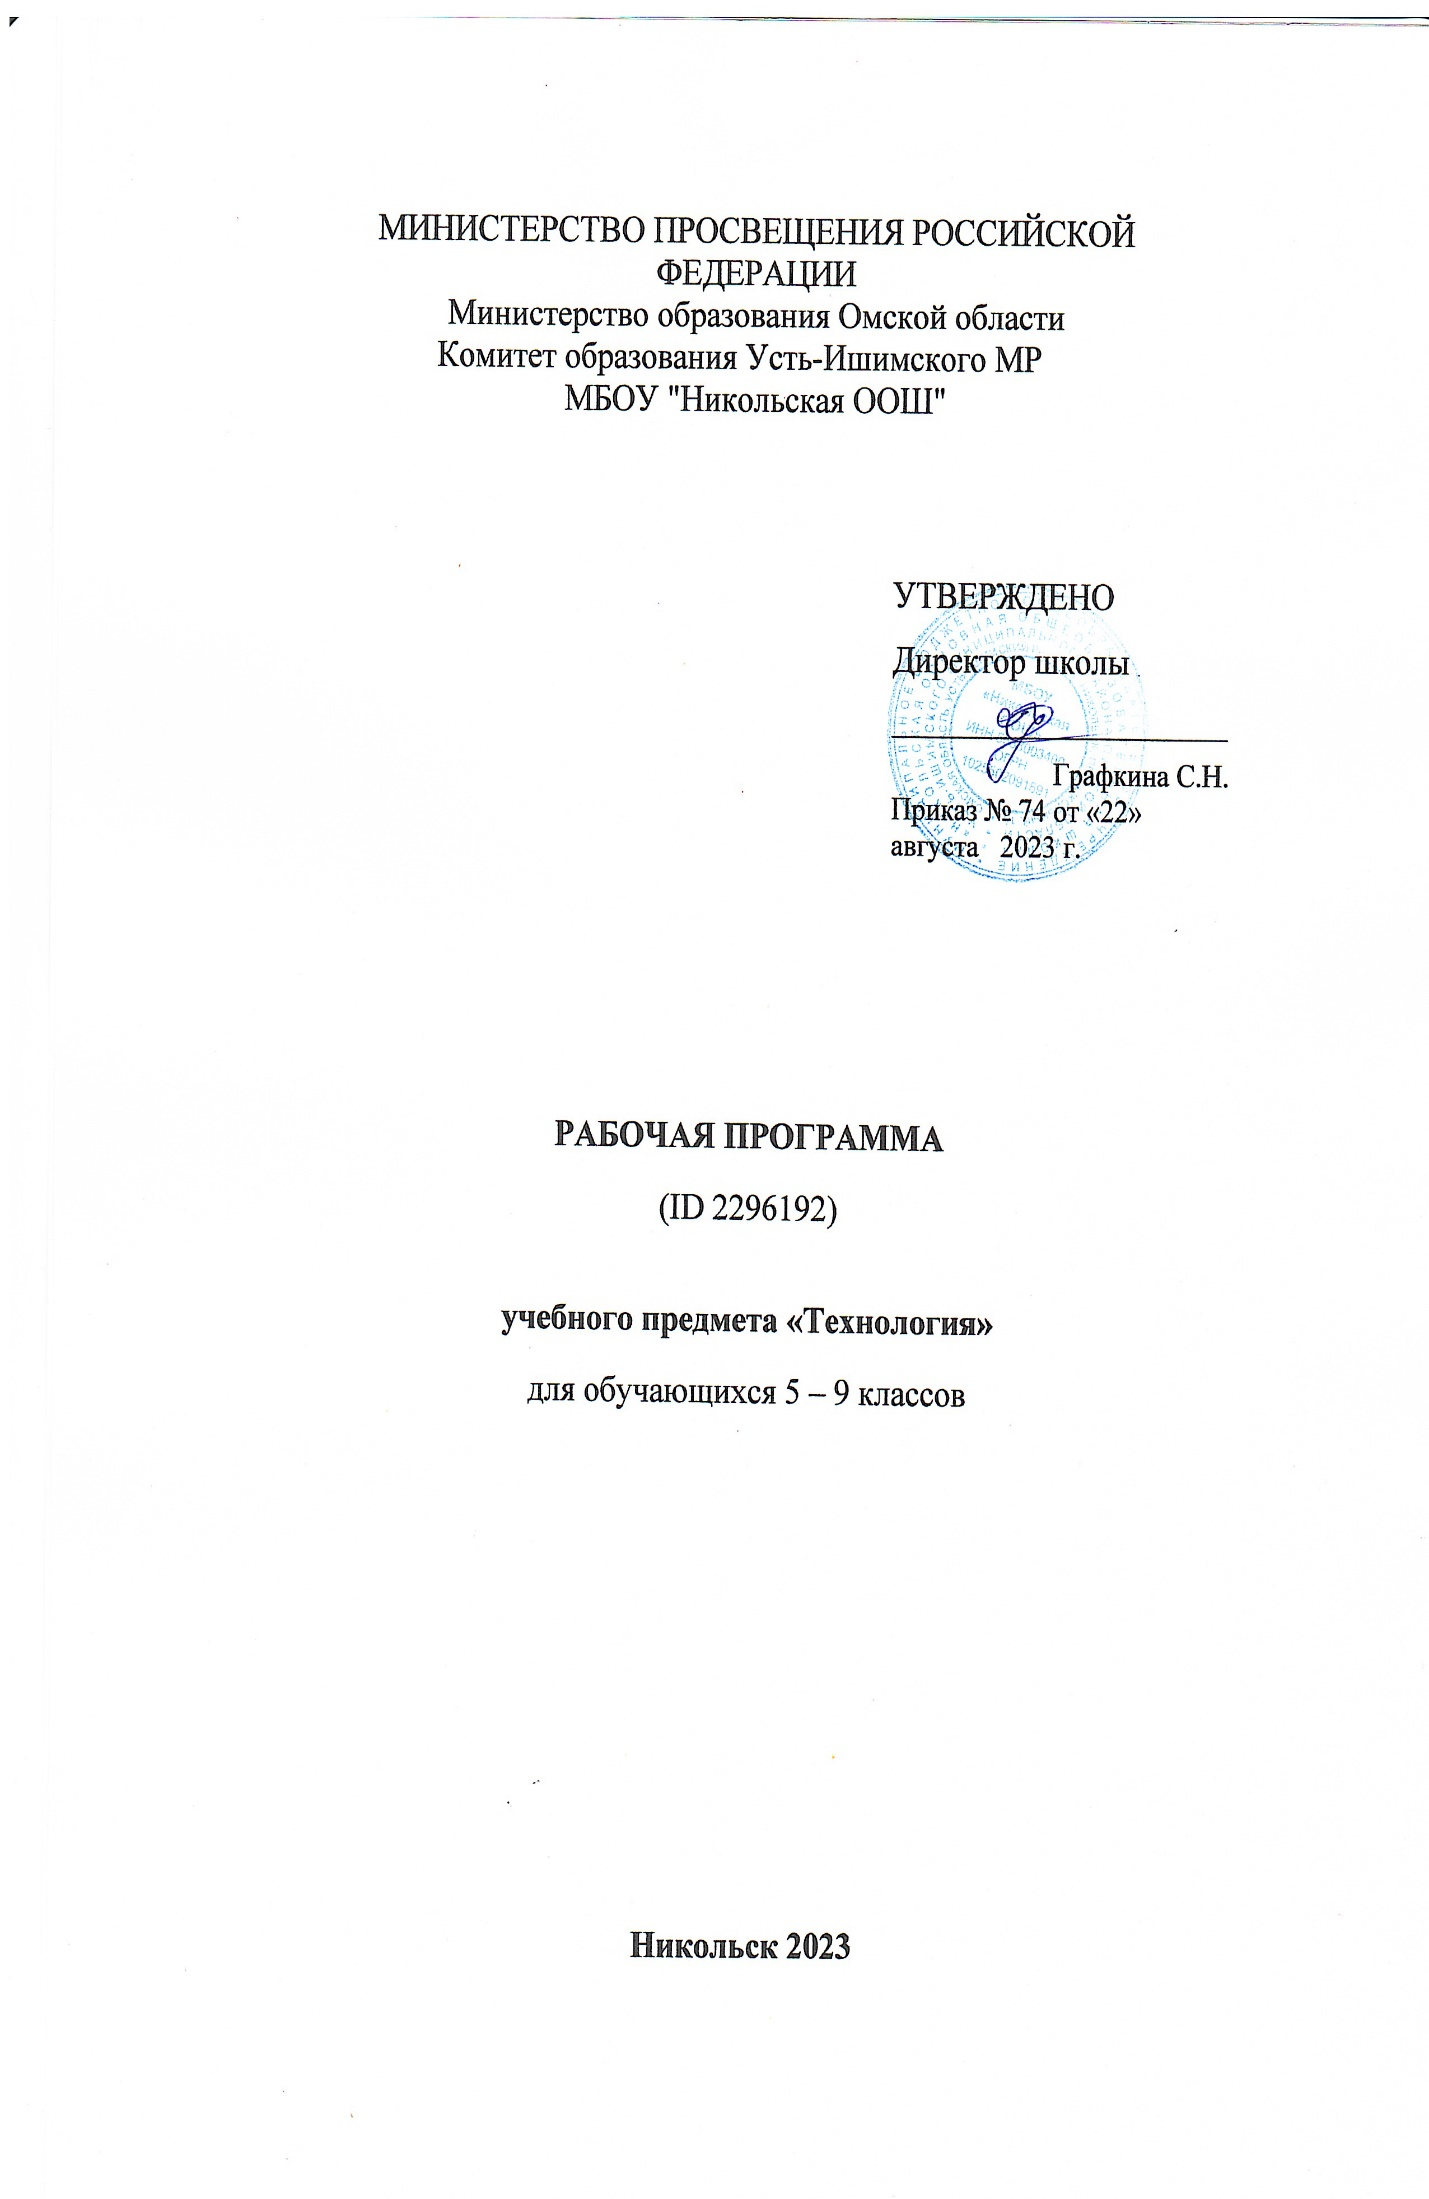 МИНИСТЕРСТВО ПРОСВЕЩЕНИЯ РОССИЙСКОЙ
ФЕДЕРАЦИИ
Министерство образования Омской области
Комитет образования Усть-Ишимского МР
МБОУ "Никольская ООШ"
УТВЕРЖДЕНО
Директор школы
Графкина С.Н.
Приказ № 74 от «22»
августа 2023 г.
РАБОЧАЯ ПРОГРАММА
(ID 2296192)
учебного предмета «Технология»
для обучающихся 5 – 9 классов
Никольск 2023